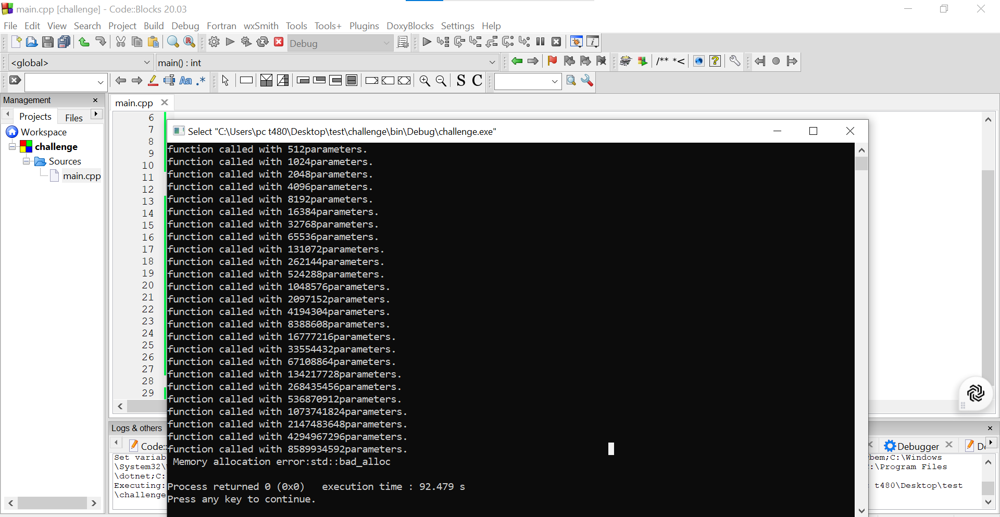 main.cpp [challenge] - Code::Blocks 20.03
File Edit View Search Project Build Debug Fortran wxSmith Tools Tools+ Plugins DoxyBlocks Settings Help
Debug
<global> main() : int /** *<
Aa .* S C
Management
main.cpp
Projects Files
Workspace
challenge
Sources
main.cpp
6
7
8
9
10
11
12
13
14
15
16
17
18
19
20
21
22
23
24
25
26
27
28
29
Select "C:\Users\pc t480\Desktop\test\challenge\bin\Debug\challenge.exe"
function called with 512parameters.
function called with 1024parameters.
function called with 2048parameters.
function called with 4096parameters.
function called with 8192parameters.
function called with 16384parameters.
function called with 32768parameters.
function called with 65536parameters.
function called with 131072parameters.
function called with 262144parameters.
function called with 524288parameters.
function called with 1048576parameters.
function called with 2097152parameters.
function called with 4194304parameters.
function called with 8388608parameters.
function called with 16777216parameters.
function called with 33554432parameters.
function called with 67108864parameters.
function called with 134217728parameters.
function called with 268435456parameters.
function called with 536870912parameters.
function called with 1073741824parameters.
function called with 2147483648parameters.
function called with 4294967296parameters.
function called with 8589934592parameters.
Memory allocation error:std::bad_alloc
Process returned 0 (0x0) execution time : 92.479 s
Press any key to continue.
Logs & others
Code::
Debugger
Set variab
\System32\
\dotnet;C:
Executing:
\challenge
bem;C:\Windows
:\Program Files
t480\Desktop\test